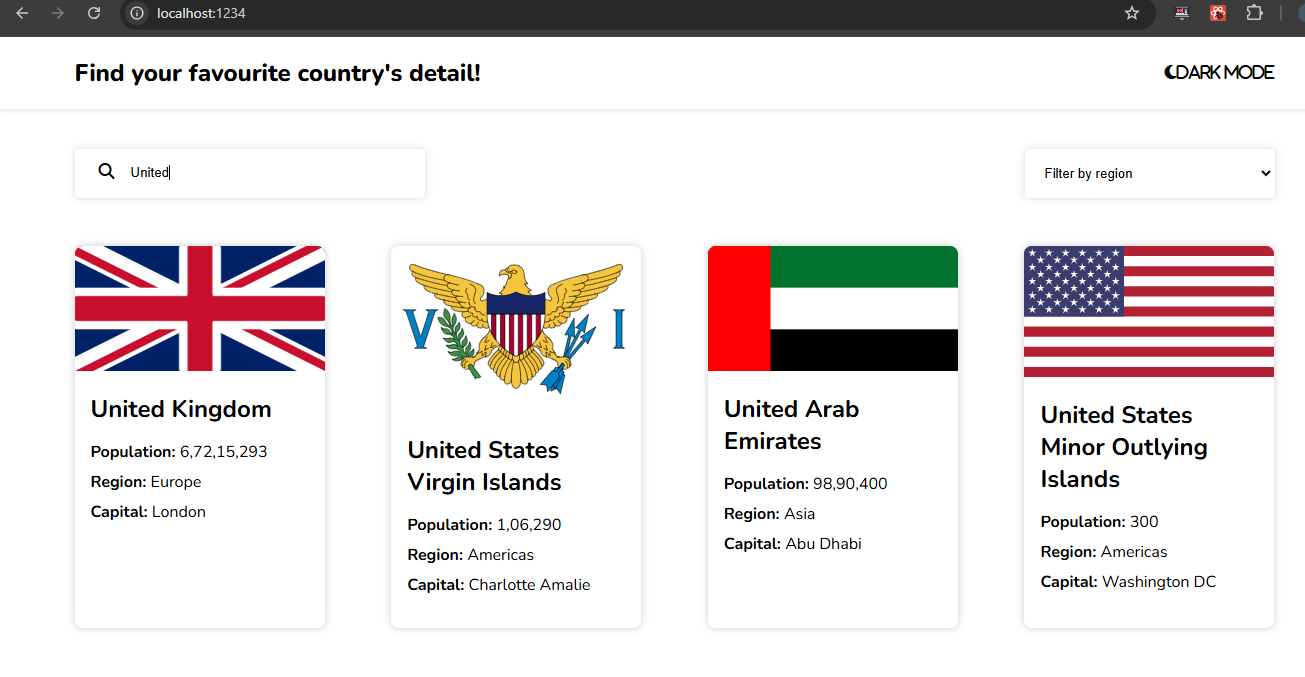 localhost:1234
Find your favourite country's detail!
DARK MODE
United
Filter by region
United Kingdom
Population: 6,72,15,293
Region: Europe
Capital: London
V I
United States
Virgin Islands
Population: 1,06,290
Region: Americas
Capital: Charlotte Amalie
United Arab
Emirates
Population: 98,90,400
Region: Asia
Capital: Abu Dhabi
United States
Minor Outlying
Islands
Population: 300
Region: Americas
Capital: Washington DC